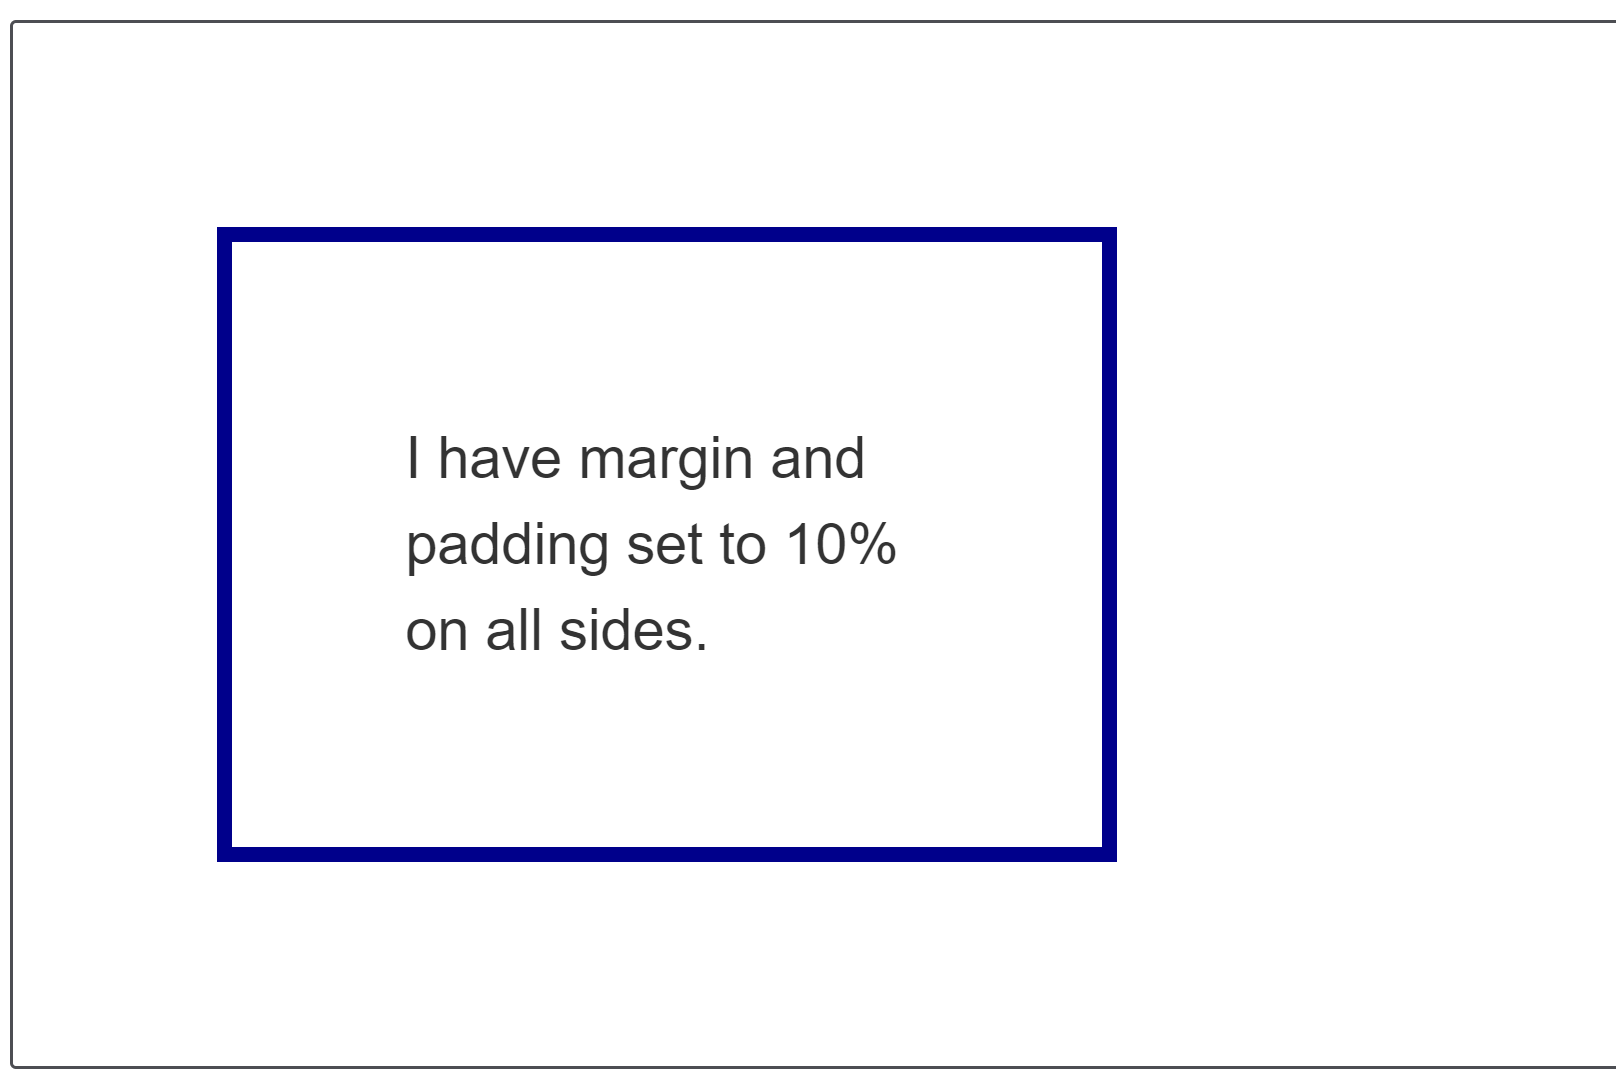 I have margin and
padding set to 10%
on all sides.